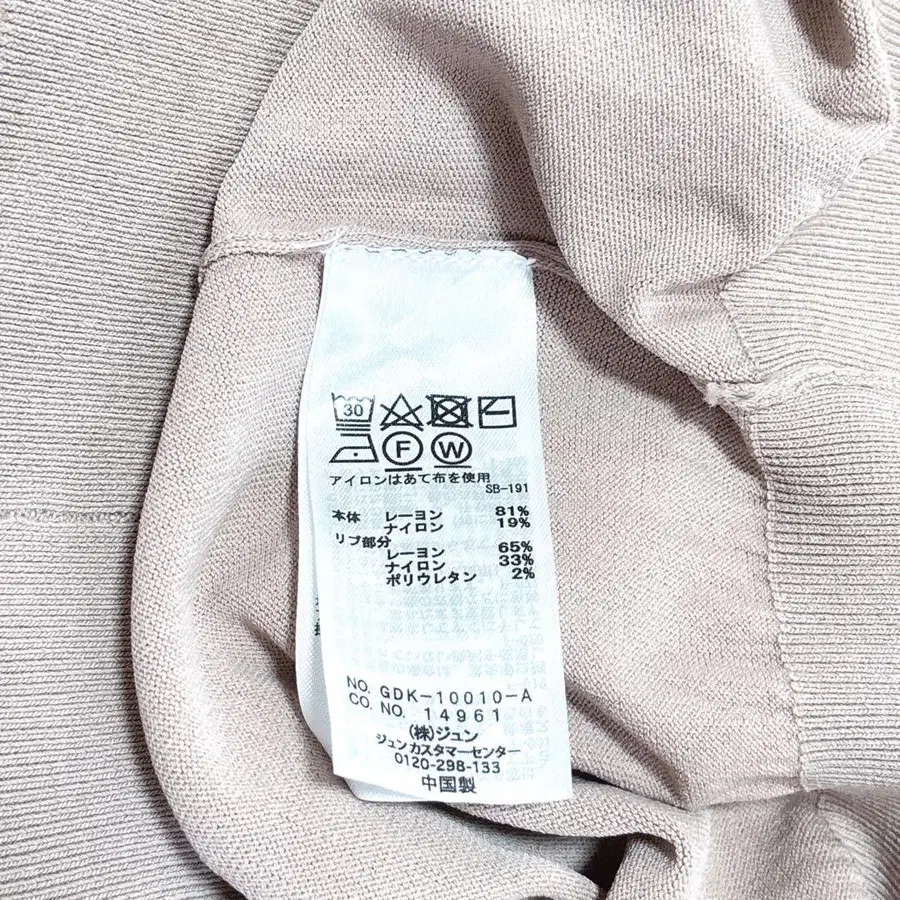 30
F W
アイロンはあて布を使用
SB-191
本体 レーヨン 81%
ナイロン 19%
リブ部分
レーヨン 65%
ナイロン 33%
ポリウレタン 2%
NO. GDK-10010-A
CO. NO. 14961
(株)ジュン
ジュンカスタマーセンター
0120-298-133
中国製